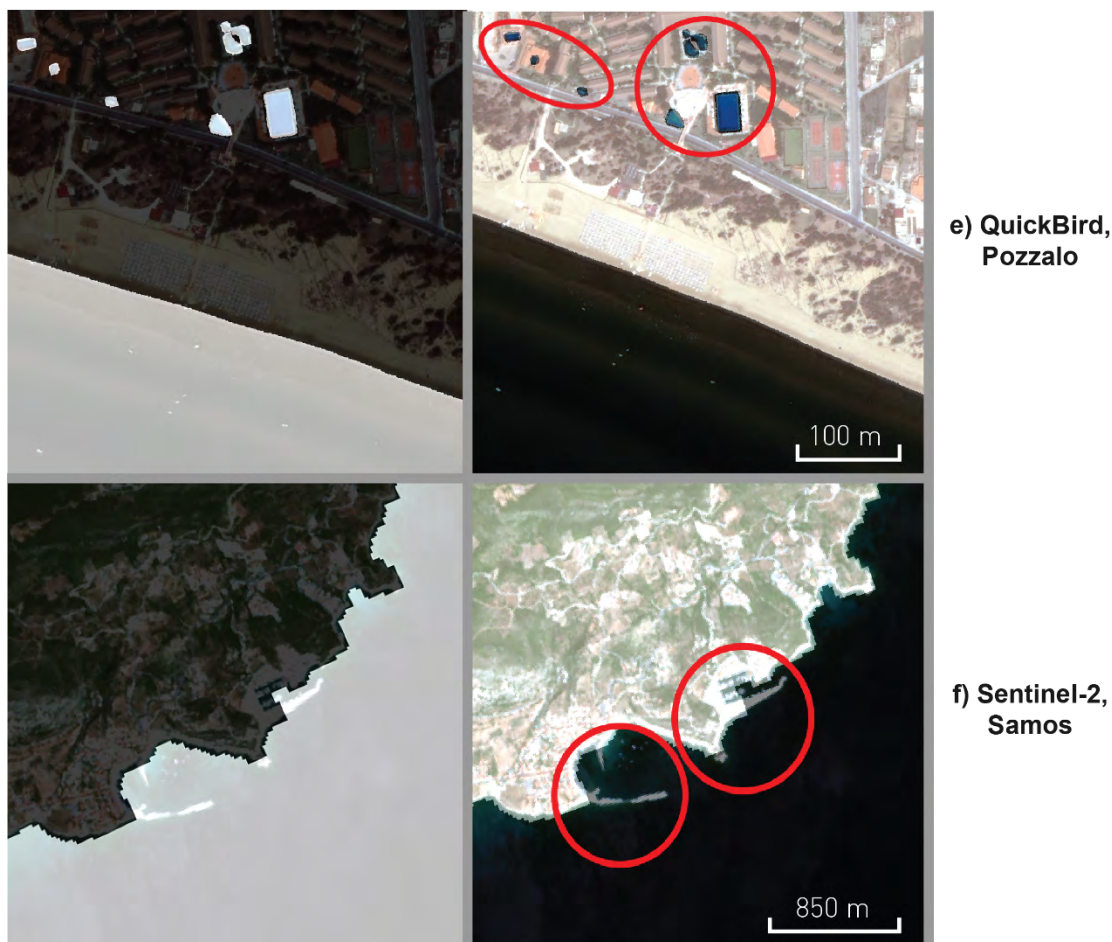 e) QuickBird,
Pozzalo
100 m
f) Sentinel-2,
Samos
850 m